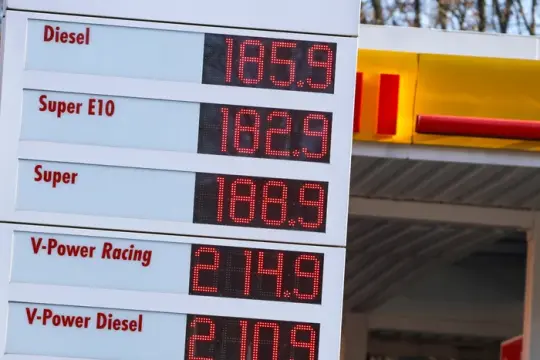 Diesel 185.9
Super E10 182.9
Super 188.9
V-Power Racing 214.9
V-Power Diesel 210.9